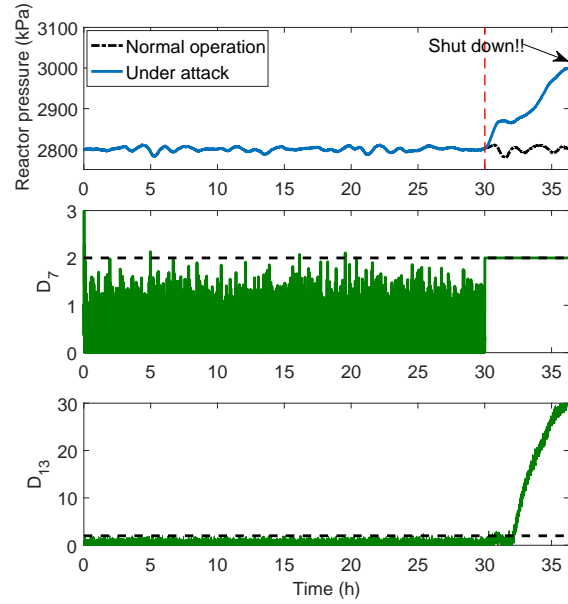 3100
3000
2900
2800
Reactor pressure (kPa)
Normal operation
Under attack
Shut down!!
0 5 10 15 20 25 30 35
3
2
1
0
D7
0 5 10 15 20 25 30 35
30
20
10
0
D13
0 5 10 15 20 25 30 35
Time (h)